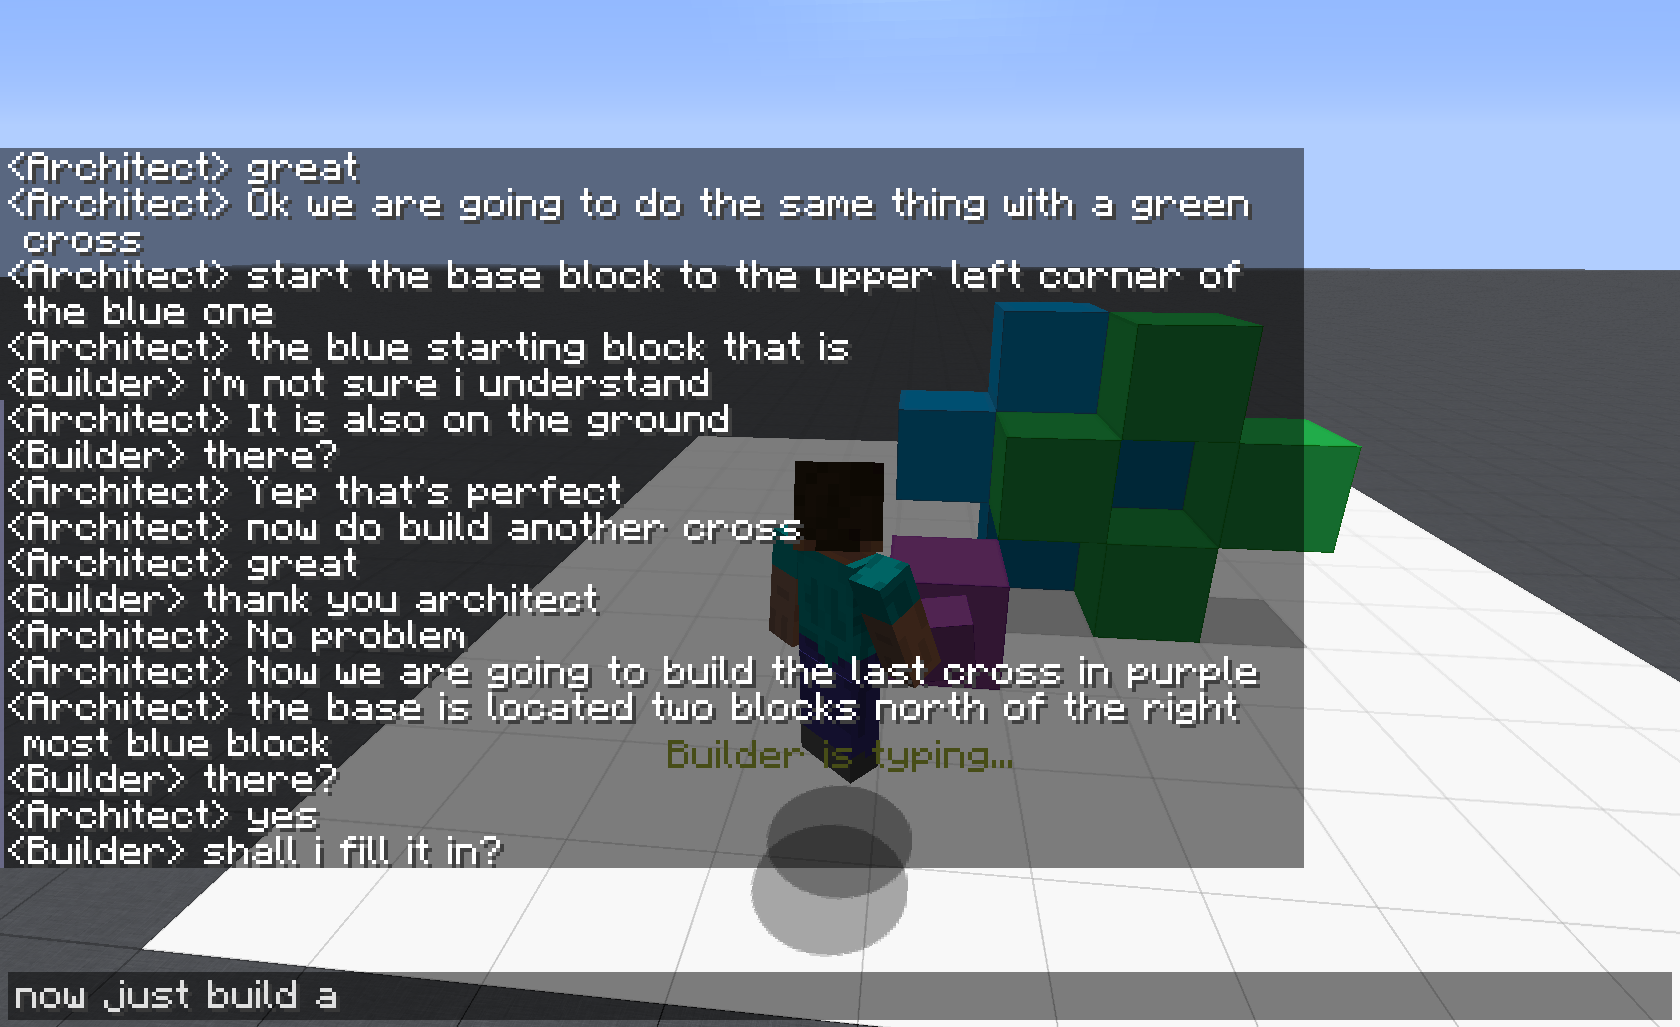 <Architect> great
<Architect> Ok we are going to do the same thing with a green
cross
<Architect> start the base block to the upper left corner of
the blue one
<Architect> the blue starting block that is
<Builder> i'm not sure i understand
<Architect> It is also on the ground
<Builder> there?
<Architect> Yep that's perfect
<Architect> now do build another cross
<Architect> great
<Builder> thank you architect
<Architect> No problem
<Architect> Now we are going to build the last cross in purple
<Architect> the base is located two blocks north of the right
most blue block
Builder is typing...
<Builder> there?
<Architect> yes
<Builder> shall i fill it in?
now just build a